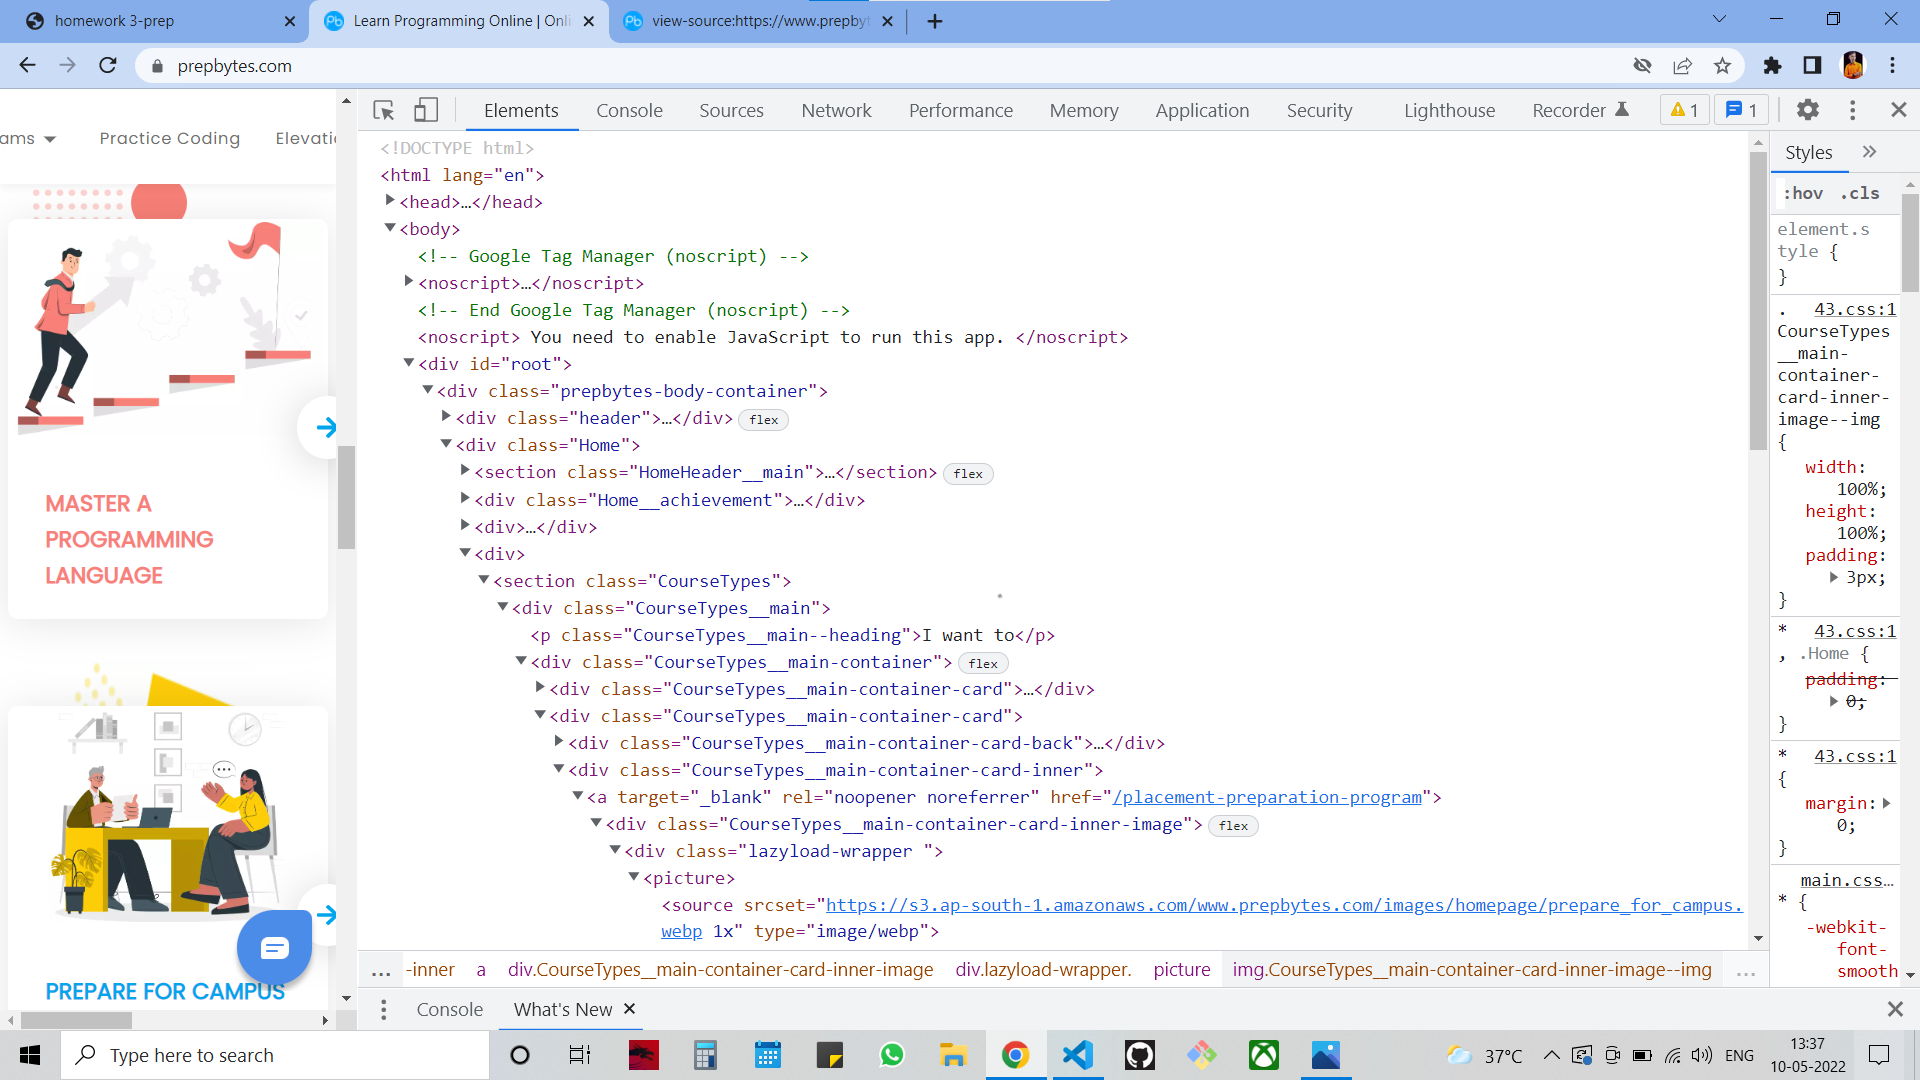 homework 3-prep
Learn Programming Online | Onli
view-source:https://www.prepbyt
prepbytes.com
ams
Practice Coding
Elevati
MASTER A
PROGRAMMING
LANGUAGE
PREPARE FOR CAMPUS
Elements
Console
Sources
Network
Performance
Memory
Application
Security
Lighthouse
Recorder
1
1
<!DOCTYPE html>
<html lang="en">
<head>…</head>
<body>
<!-- Google Tag Manager (noscript) -->
<noscript>…</noscript>
<!-- End Google Tag Manager (noscript) -->
<noscript> You need to enable JavaScript to run this app. </noscript>
<div id="root">
<div class="prepbytes-body-container">
<div class="header">…</div> flex
<div class="Home">
<section class="HomeHeader__main">…</section> flex
<div class="Home__achievement">…</div>
<div>…</div>
<div>
<section class="CourseTypes">
<div class="CourseTypes__main">
<p class="CourseTypes__main--heading">I want to</p>
<div class="CourseTypes__main-container"> flex
<div class="CourseTypes__main-container-card">…</div>
<div class="CourseTypes__main-container-card">
<div class="CourseTypes__main-container-card-back">…</div>
<div class="CourseTypes__main-container-card-inner">
<a target="_blank" rel="noopener noreferrer" href="/placement-preparation-program">
<div class="CourseTypes__main-container-card-inner-image"> flex
<div class="lazyload-wrapper ">
<picture>
<source srcset="https://s3.ap-south-1.amazonaws.com/www.prepbytes.com/images/homepage/prepare_for_campus.
webp 1x" type="image/webp">
... -inner a div.CourseTypes__main-container-card-inner-image div.lazyload-wrapper. picture img.CourseTypes__main-container-card-inner-image--img ...
Console
What's New
Styles
:hov .cls
element.s
tyle {
}
. 43.css:1
CourseTypes
__main-
container-
card-inner-
image--img
{
width:
100%;
height:
100%;
padding:
3px;
}
* 43.css:1
, .Home {
padding:
0;
}
* 43.css:1
{
margin:
0;
}
main.css…
* {
-webkit-
font-
smooth
Type here to search
37°C
ENG
13:37
10-05-2022